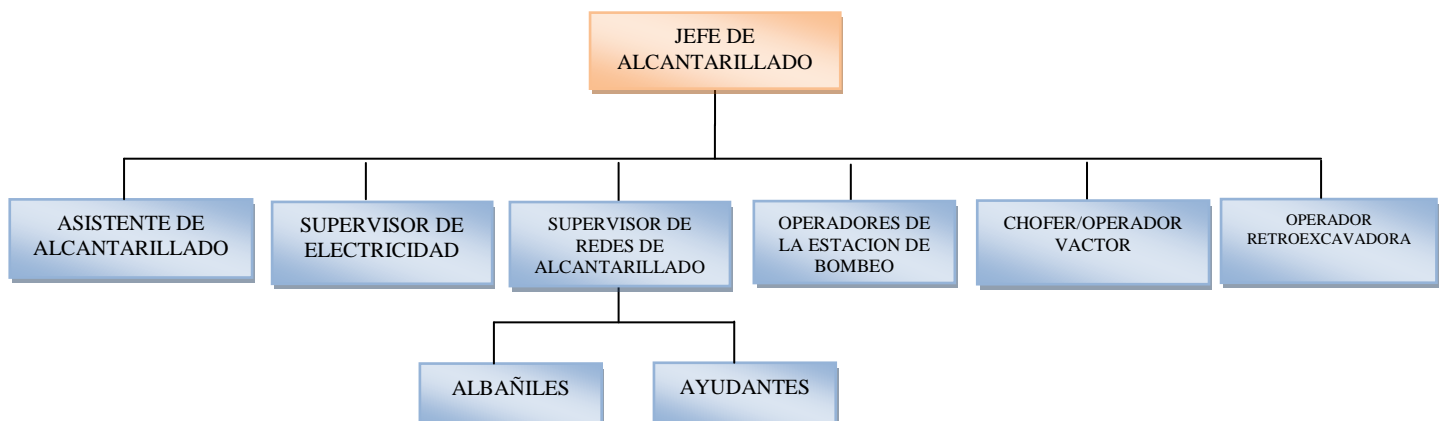 JEFE DE
ALCANTARILLADO
ASISTENTE DE
ALCANTARILLADO
SUPERVISOR DE
ELECTRICIDAD
SUPERVISOR DE
REDES DE
ALCANTARILLADO
OPERADORES DE
LA ESTACION DE
BOMBEO
CHOFER/OPERADOR
VACTOR
OPERADOR
RETROEXCAVADORA
ALBAÑILES
AYUDANTES